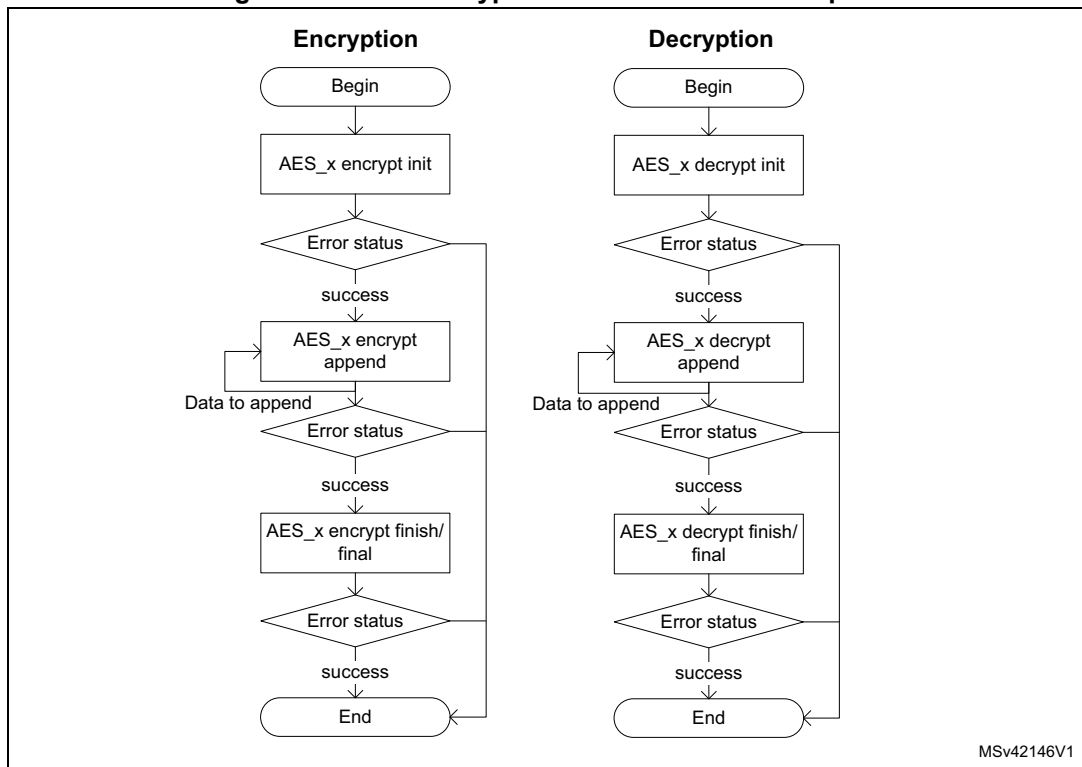 Encryption
Begin
AES_x encrypt init
Error status
success
AES_x encrypt
append
Data to append
Error status
success
AES_x encrypt finish/
final
Error status
success
End
Decryption
Begin
AES_x decrypt init
Error status
success
AES_x decrypt
append
Data to append
Error status
success
AES_x decrypt finish/
final
Error status
success
End
MSv42146V1